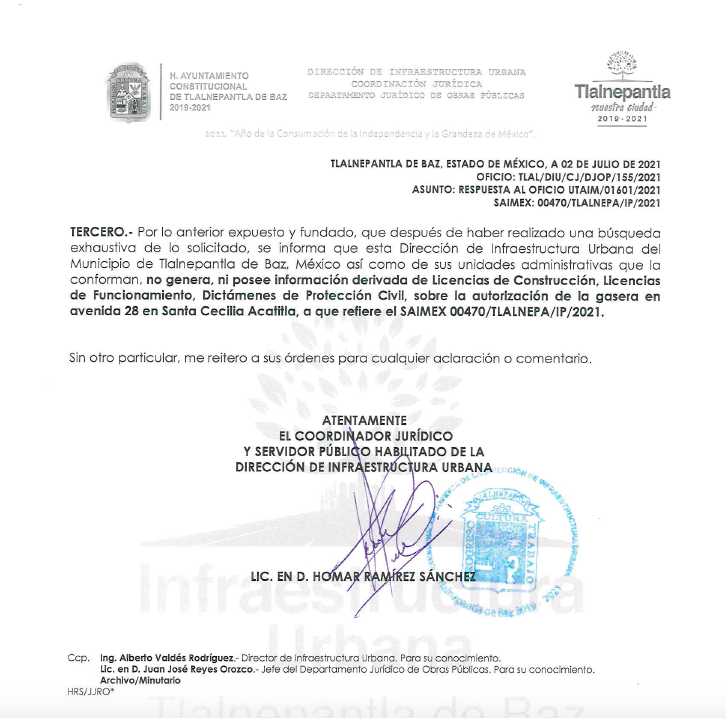 H. AYUNTAMIENTO
CONSTITUCIONAL
DE TLALNEPANTLA DE BAZ
2019-2021
DIRECCIÓN DE INFRAESTRUCTURA URBANA
COORDINACIÓN JURÍDICA
DEPARTAMENTO JURÍDICO DE OBRAS PÚBLICAS
Tlalnepantla
nuestra ciudad
2019 - 2021
2021. "Año de la Consumación de la Independencia y la Grandeza de México".
TLALNEPANTLA DE BAZ, ESTADO DE MÉXICO, A 02 DE JULIO DE 2021
OFICIO: TLAL/DIU/CJ/DJOP/155/2021
ASUNTO: RESPUESTA AL OFICIO UTAIM/01601/2021
SAIMEX: 00470/TLALNEPA/IP/2021
TERCERO.- Por lo anterior expuesto y fundado, que después de haber realizado una búsqueda
exhaustiva de lo solicitado, se informa que esta Dirección de Infraestructura Urbana del
Municipio de Tlalnepantla de Baz, México así como de sus unidades administrativas que la
conforman, no genera, ni posee información derivada de Licencias de Construcción, Licencias
de Funcionamiento, Dictámenes de Protección Civil, sobre la autorización de la gasera en
avenida 28 en Santa Cecilia Acatitla, a que refiere el SAIMEX 00470/TLALNEPA/IP/2021.
Sin otro particular, me reitero a sus órdenes para cualquier aclaración o comentario.
ATENTAMENTE
EL COORDINADOR JURÍDICO
Y SERVIDOR PÚBLICO HABILITADO DE LA
DIRECCIÓN DE INFRAESTRUCTURA URBANA
TLALNEPANTLA
CULTURA
PROGRESO
TRABAJO
LIC. EN D. HOMAR RAMÍREZ SÁNCHEZ
Infraestructura
Urbana
Ccp. Ing. Alberto Valdés Rodríguez.- Director de Infraestructura Urbana. Para su conocimiento.
Lic. en D. Juan José Reyes Orozco.- Jefe del Departamento Jurídico de Obras Públicas. Para su conocimiento.
Archivo/Minutario
HRS/JJRO*
Tlalnepantla de Baz